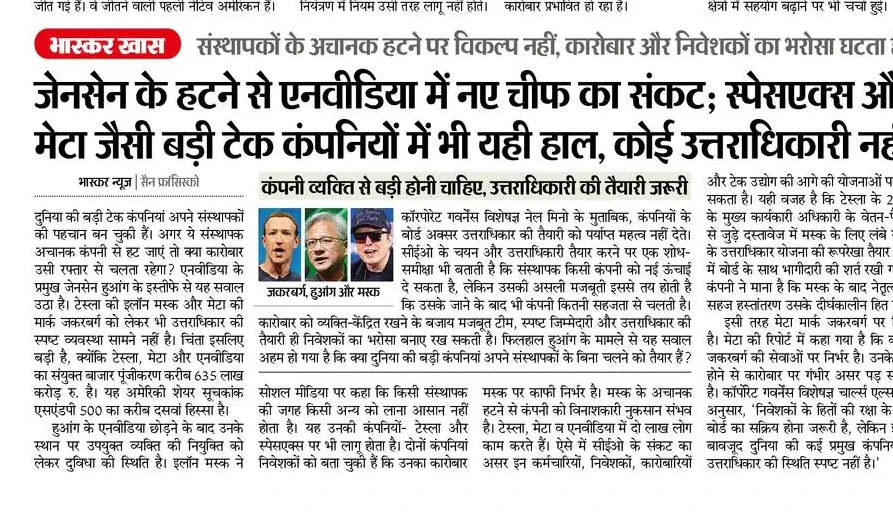 जीत गई हैं। वे जीतने वाली पहली नेटिव अमेरिकन हैं।
नियंत्रण में नियम उसी तरह लागू नहीं होते।
कारोबार प्रभावित हो रहा है।
क्षेत्रों में सहयोग बढ़ाने पर भी चर्चा हुई।
भास्कर खास
संस्थापकों के अचानक हटने पर विकल्प नहीं, कारोबार और निवेशकों का भरोसा घटता
जेनसेन के हटने से एनवीडिया में नए चीफ का संकट; स्पेसएक्स
मेटा जैसी बड़ी टेक कंपनियों में भी यही हाल, कोई उत्तराधिकारी
भास्कर न्यूज़ | सैन फ्रांसिस्को
दुनिया की बड़ी टेक कंपनियां अपने संस्थापकों
की पहचान बन चुकी हैं। अगर ये संस्थापक
अचानक कंपनी से हट जाएं तो क्या कारोबार
उसी रफ्तार से चलता रहेगा? एनवीडिया के
प्रमुख जेनसन हुआंग के इस्तीफे से यह सवाल
उठा है। टेस्ला की इलॉन मस्क और मेटा की
मार्क जकरबर्ग को लेकर भी उत्तराधिकार की
स्पष्ट व्यवस्था सामने नहीं है। चिंता इसलिए
बड़ी है, क्योंकि टेस्ला, मेटा और एनवीडिया
का संयुक्त बाजार पूंजीकरण करीब 635 लाख
करोड़ रु. है। यह अमेरिकी शेयर सूचकांक
एसएंडपी 500 का करीब दसवां हिस्सा है।
हुआंग के एनवीडिया छोड़ने के बाद उनके
स्थान पर उपयुक्त व्यक्ति की नियुक्ति को
लेकर दुविधा की स्थिति है। इलॉन मस्क ने
कंपनी व्यक्ति से बड़ी होनी चाहिए, उत्तराधिकारी की तैयारी जरूरी
जकरबर्ग, हुआंग और मस्क
कॉरपोरेट गवर्नेंस विशेषज्ञ नेल मिनो के मुताबिक, कंपनियों के
बोर्ड अक्सर उत्तराधिकार की तैयारी को पर्याप्त महत्व नहीं देते।
सीईओ के चयन और उत्तराधिकारी तैयार करने पर एक शोध-
समीक्षा भी बताती है कि संस्थापक किसी कंपनी को नई ऊंचाई
दे सकता है, लेकिन उसकी असली मजबूती इससे तय होती है
कि उसके जाने के बाद भी कंपनी कितनी सहजता से चलती है।
कारोबार को व्यक्ति-केंद्रित रखने के बजाय मजबूत टीम, स्पष्ट जिम्मेदारी और उत्तराधिकार की
तैयारी ही निवेशकों का भरोसा बनाए रख सकती है। फिलहाल हुआंग के मामले से यह सवाल
अहम हो गया है कि क्या दुनिया की बड़ी कंपनियां अपने संस्थापकों के बिना चलने को तैयार हैं?
सोशल मीडिया पर कहा कि किसी संस्थापक
की जगह किसी अन्य को लाना आसान नहीं
होता है। यह उनकी कंपनियों- टेस्ला और
स्पेसएक्स पर भी लागू होता है। दोनों कंपनियां
निवेशकों को बता चुकी हैं कि उनका कारोबार
मस्क पर काफी निर्भर है। मस्क के अचानक
हटने से कंपनी को विनाशकारी नुकसान संभव
है। टेस्ला, मेटा व एनवीडिया में दो लाख लोग
काम करते हैं। ऐसे में सीईओ के संकट का
असर इन कर्मचारियों, निवेशकों, कारोबारियों
और टेक उद्योग की आगे की योजनाओं
सकता है। यही वजह है कि टेस्ला के
के मुख्य कार्यकारी अधिकारी के वेतन-
से जुड़े दस्तावेज में मस्क के लिए लंबे
के उत्तराधिकार योजना की रूपरेखा तैयार
में बोर्ड के साथ भागीदारी की शर्त रखी
कंपनी ने माना है कि मस्क के बाद
सहज हस्तांतरण उसके दीर्घकालिन
इसी तरह मेटा मार्क जकरबर्ग पर
है। मेटा की रिपोर्ट में कहा गया है कि
जकरबर्ग की सेवाओं पर निर्भर है। उनके
होने से कारोबार पर गंभीर असर पड़
है। कॉर्पोरेट गवर्नेंस विशेषज्ञ चार्ल्स
अनुसार, 'निवेशकों के हितों की रक्षा के
बोर्ड का सक्रिय होना जरूरी है, लेकिन
बावजूद दुनिया की कई प्रमुख
उत्तराधिकार की स्थिति स्पष्ट नहीं है।'